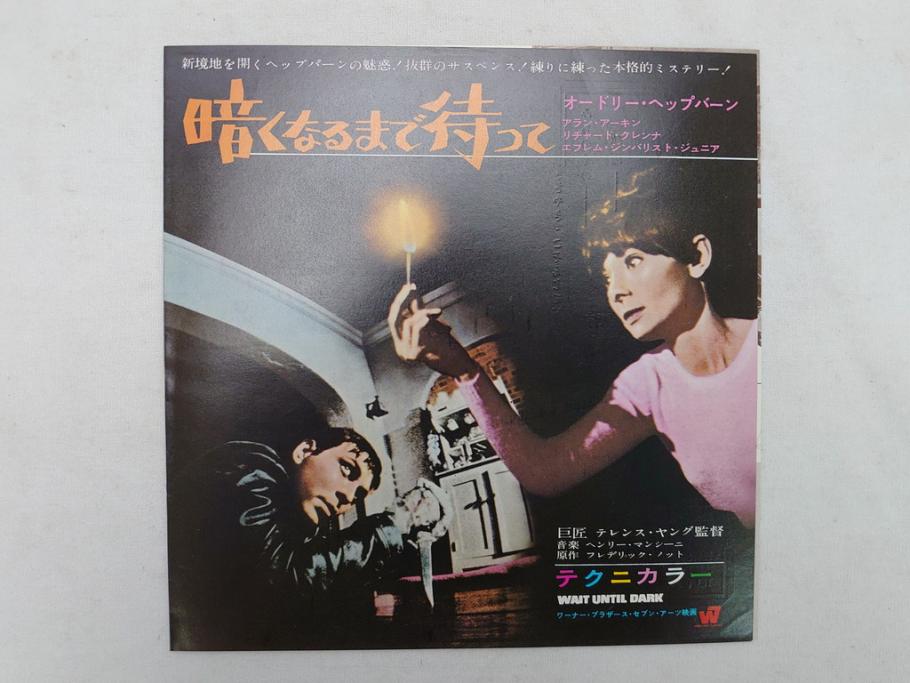 新境地を開くヘップバーンの魅惑！抜群のサスペンス！練りに練った本格的ミステリー！
暗くなるまで待って
オードリー・ヘップバーン
アラン・アーキン
リチャード・クレンナ
エフレム・ジンバリスト・ジュニア
巨匠 テレンス・ヤング監督
音楽 ヘンリー・マンシーニ
原作 フレデリック・ノット
テクニカラー
WAIT UNTIL DARK
ワーナー・ブラザース・セブン・アーツ映画
W7